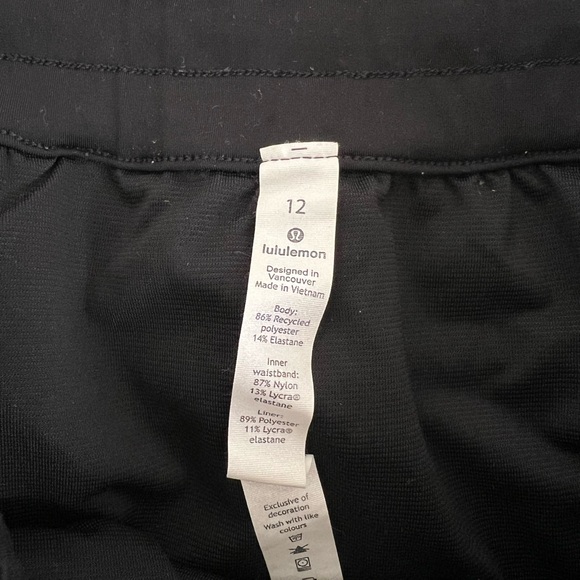 12
lululemon
Designed in
Vancouver
Made in Vietnam
Body:
86% Recycled
polyester
14% Elastane
Inner
waistband:
87% Nylon
13% Lycra®
elastane
Liner:
89% Polyester
11% Lycra®
elastane
Exclusive of
decoration
Wash with like
colours